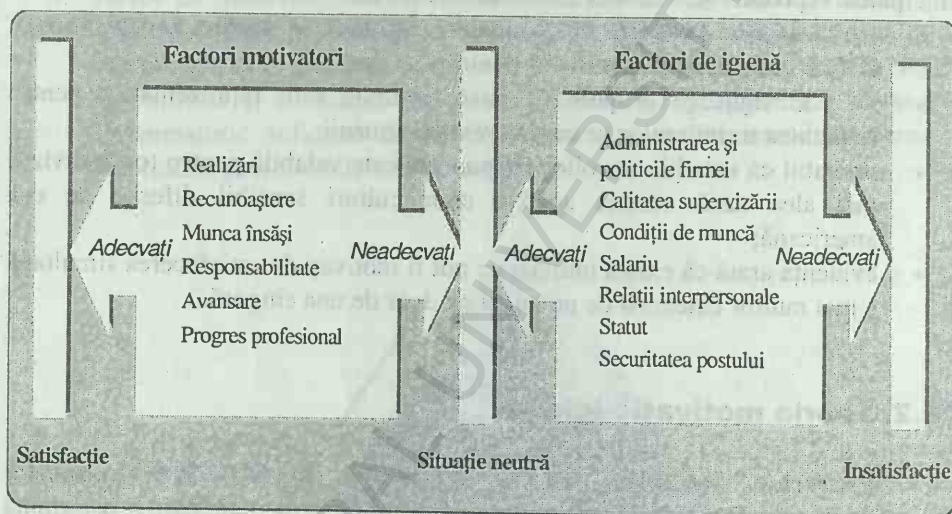 Factori motivatori
Realizări
Recunoaștere
Munca însăși
Responsabilitate
Avansare
Progres profesional
Adecvați
Neadecvați
Factori de igienă
Administrarea și
politicile firmei
Calitatea supervizării
Condiții de muncă
Salariu
Relații interpersonale
Statut
Securitatea postului
Adecvați
Neadecvați
Satisfacție
Situație neutră
Insatisfacție
UNIVERS